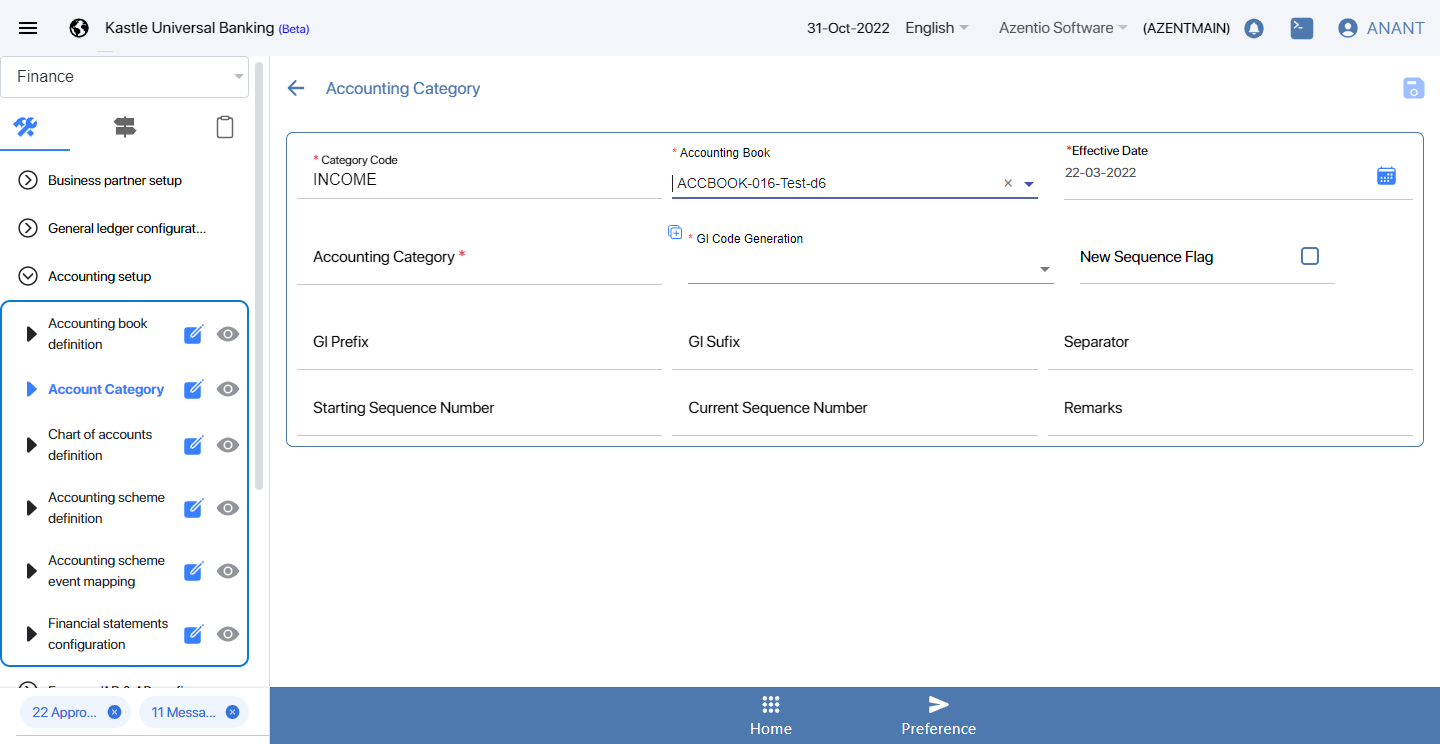 Kastle Universal Banking (Beta)
31-Oct-2022
English
Azentio Software
(AZENTMAIN)
ANANT
Finance
Business partner setup
General ledger configurat...
Accounting setup
Accounting book
definition
Account Category
Chart of accounts
definition
Accounting scheme
definition
Accounting scheme
event mapping
Financial statements
configuration
22 Appro...
11 Messa...
Accounting Category
* Category Code
INCOME
* Accounting Book
ACCBOOK-016-Test-d6
×
*Effective Date
22-03-2022
Accounting Category *
* GI Code Generation
New Sequence Flag
GI Prefix
GI Sufix
Separator
Starting Sequence Number
Current Sequence Number
Remarks
Home
Preference